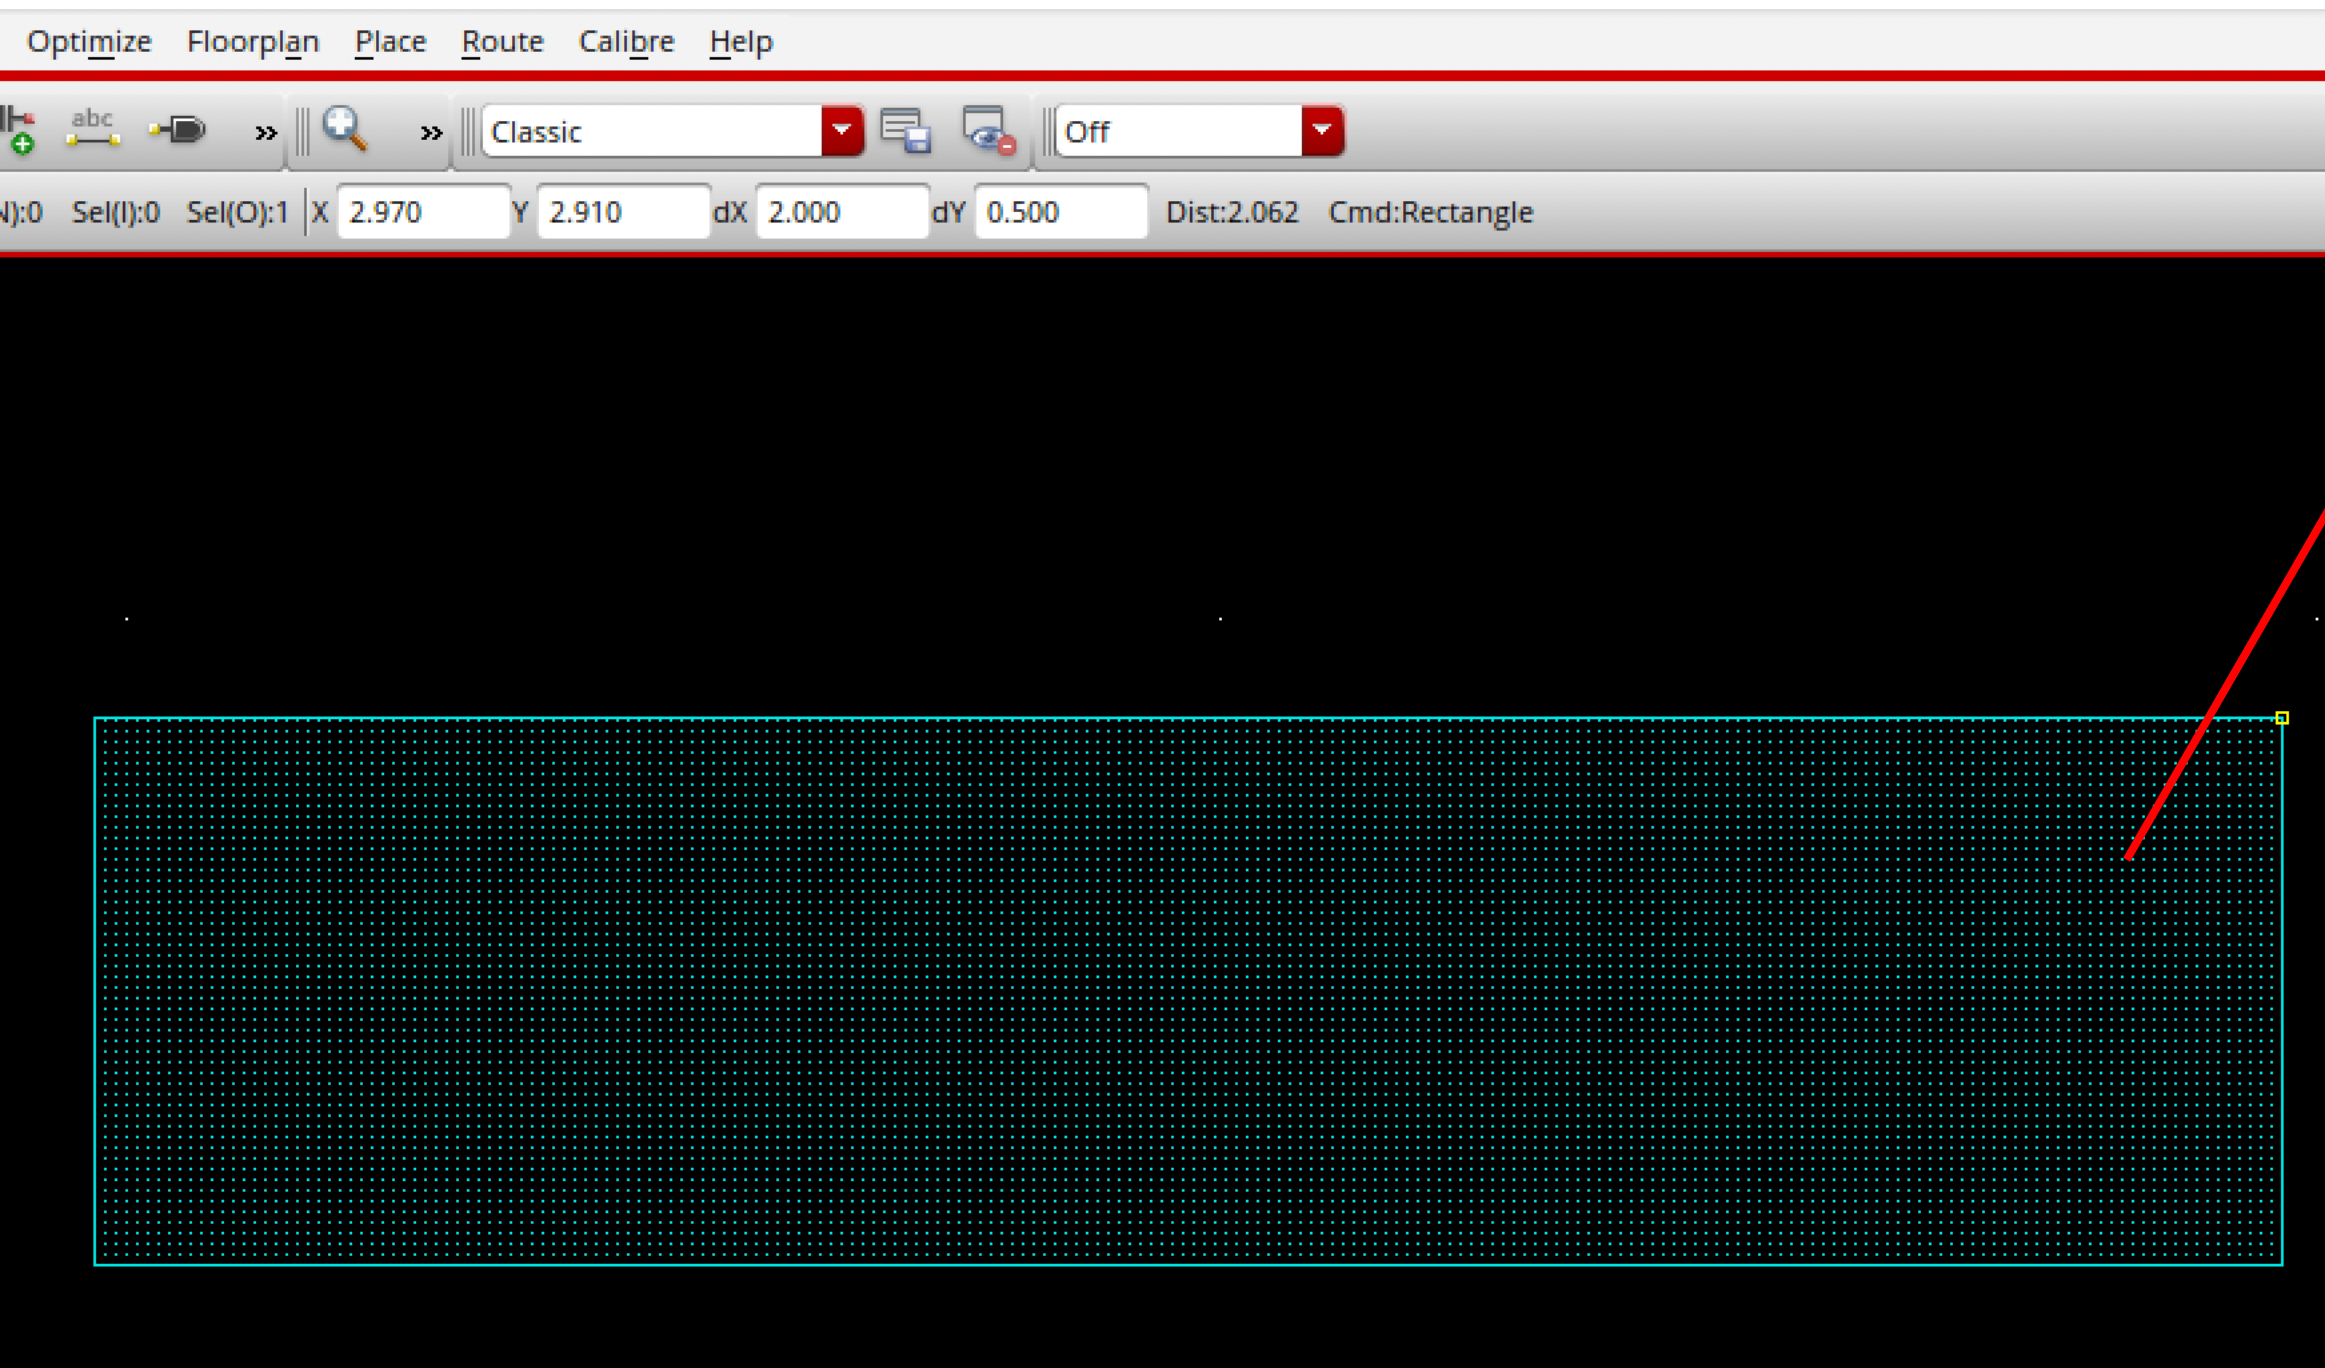 Optimize Floorplan Place Route Calibre Help
abc » » Classic Off
N):0 Sel(I):0 Sel(O):1 X 2.970 Y 2.910 dX 2.000 dY 0.500 Dist:2.062 Cmd:Rectangle